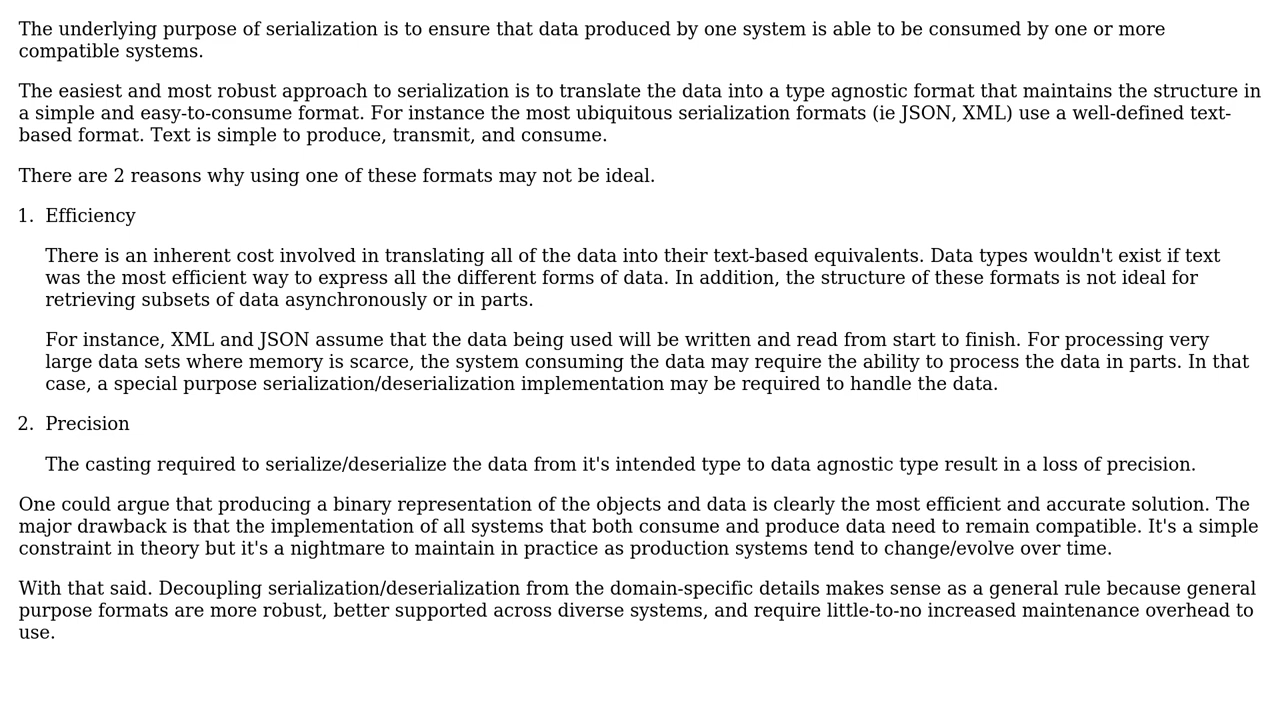 The underlying purpose of serialization is to ensure that data produced by one system is able to be consumed by one or more
compatible systems.
The easiest and most robust approach to serialization is to translate the data into a type agnostic format that maintains the structure in
a simple and easy-to-consume format. For instance the most ubiquitous serialization formats (ie JSON, XML) use a well-defined text-
based format. Text is simple to produce, transmit, and consume.
There are 2 reasons why using one of these formats may not be ideal.
1. Efficiency
There is an inherent cost involved in translating all of the data into their text-based equivalents. Data types wouldn't exist if text
was the most efficient way to express all the different forms of data. In addition, the structure of these formats is not ideal for
retrieving subsets of data asynchronously or in parts.
For instance, XML and JSON assume that the data being used will be written and read from start to finish. For processing very
large data sets where memory is scarce, the system consuming the data may require the ability to process the data in parts. In that
case, a special purpose serialization/deserialization implementation may be required to handle the data.
2. Precision
The casting required to serialize/deserialize the data from it's intended type to data agnostic type result in a loss of precision.
One could argue that producing a binary representation of the objects and data is clearly the most efficient and accurate solution. The
major drawback is that the implementation of all systems that both consume and produce data need to remain compatible. It's a simple
constraint in theory but it's a nightmare to maintain in practice as production systems tend to change/evolve over time.
With that said. Decoupling serialization/deserialization from the domain-specific details makes sense as a general rule because general
purpose formats are more robust, better supported across diverse systems, and require little-to-no increased maintenance overhead to
use.